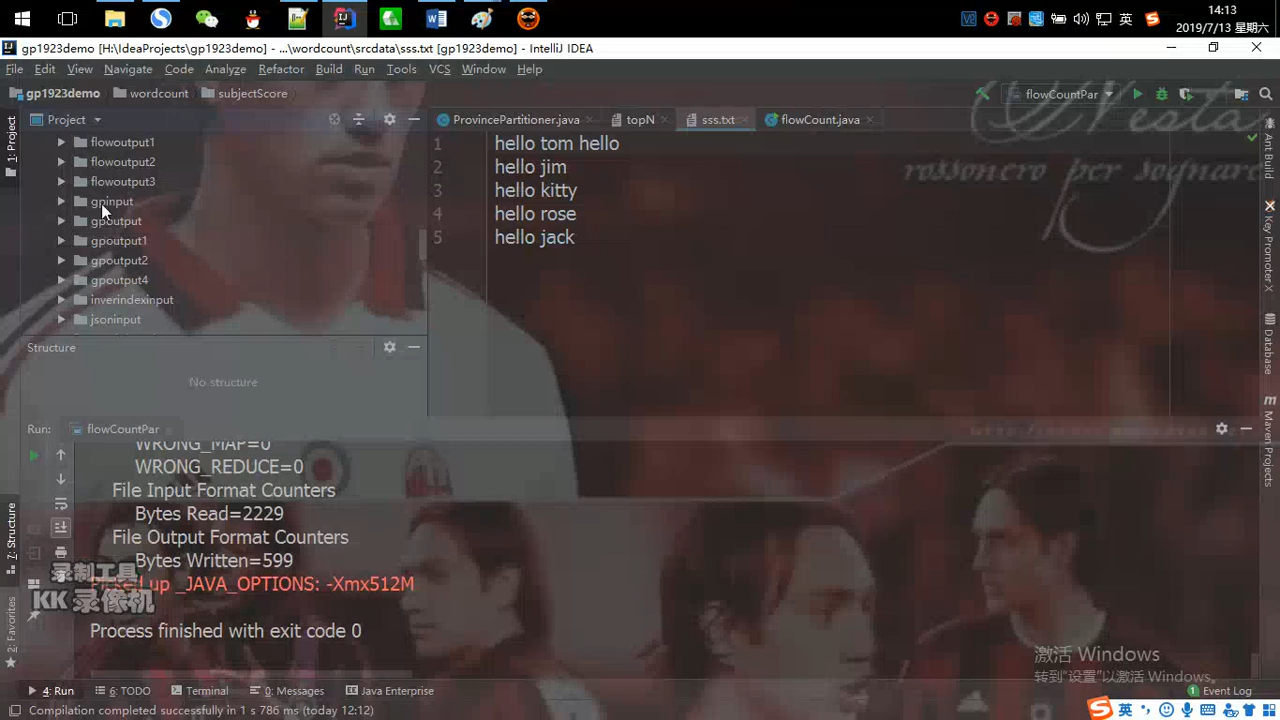 14:13
英
2019/7/13 星期六
gp1923demo [H:\IdeaProjects\gp1923demo] - ...\wordcount\srcdata\sss.txt [gp1923demo] - IntelliJ IDEA
File Edit View Navigate Code Analyze Refactor Build Run Tools VCS Window Help
gp1923demo wordcount subjectScore flowCountPar
1: Project
Project
ProvincePartitioner.java topN sss.txt flowCount.java
flowoutput1
flowoutput2
flowoutput3
gpinput
gpoutput
gpoutput1
gpoutput2
gpoutput4
inverindexinput
jsoninput
1 hello tom hello
2 hello jim
3 hello kitty
4 hello rose
5 hello jack
rossonero per sognare
Ant Build
Key Promoter X
Database
Maven Projects
Structure
No structure
Run: flowCountPar
WRONG_MAP=0
WRONG_REDUCE=0
File Input Format Counters
Bytes Read=2229
File Output Format Counters
Bytes Written=599
up _JAVA_OPTIONS: -Xmx512M
录制工具
KK 录像机
Process finished with exit code 0
7: Structure
2: Favorites
激活 Windows
转到"设置"以激活 Windows。
4: Run 6: TODO Terminal 0: Messages Java Enterprise 1 Event Log
Compilation completed successfully in 1 s 786 ms (today 12:12)
英